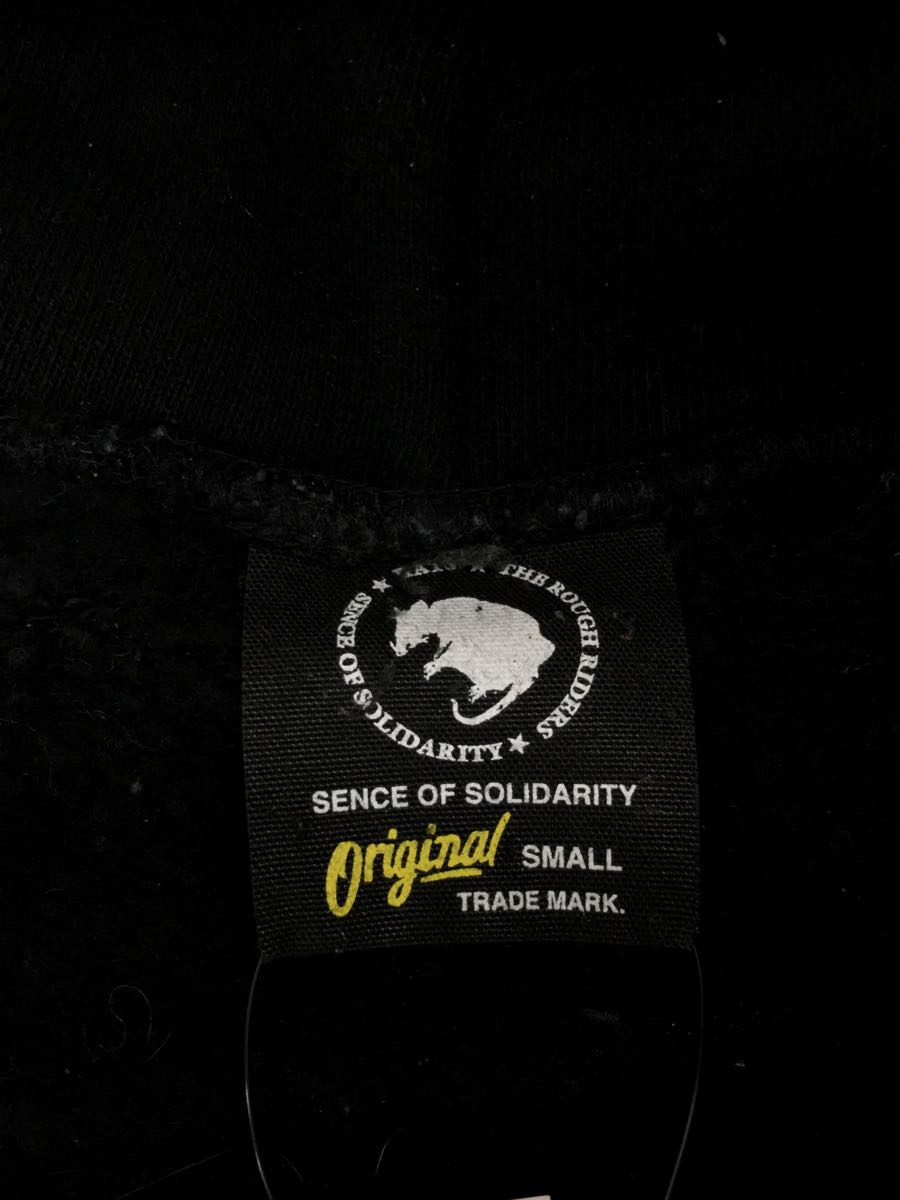 ★ THE ROUGH RIDERS ★ SENCE OF SOLIDARITY ★
SENCE OF SOLIDARITY
Original SMALL
TRADE MARK.